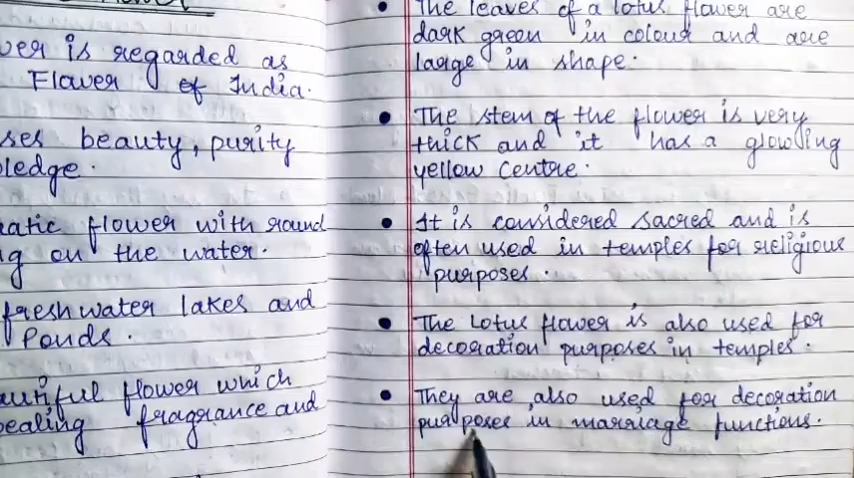 ver is regarded as
Flower of India.
ses beauty, purity
ledge.
atic flower with round
g on the water.
freshwater lakes and
Ponds.
autiful flower which
pealing fragrance and
The leaves of a lotus flower are
dark green in colour and are
large in shape.
The stem of the flower is very
thick and it has a glowing
yellow centre.
It is considered sacred and is
often used in temples for religious
purposes.
The Lotus flower is also used for
decoration purposes in temples.
They are also used for decoration
purposes in marriage functions.